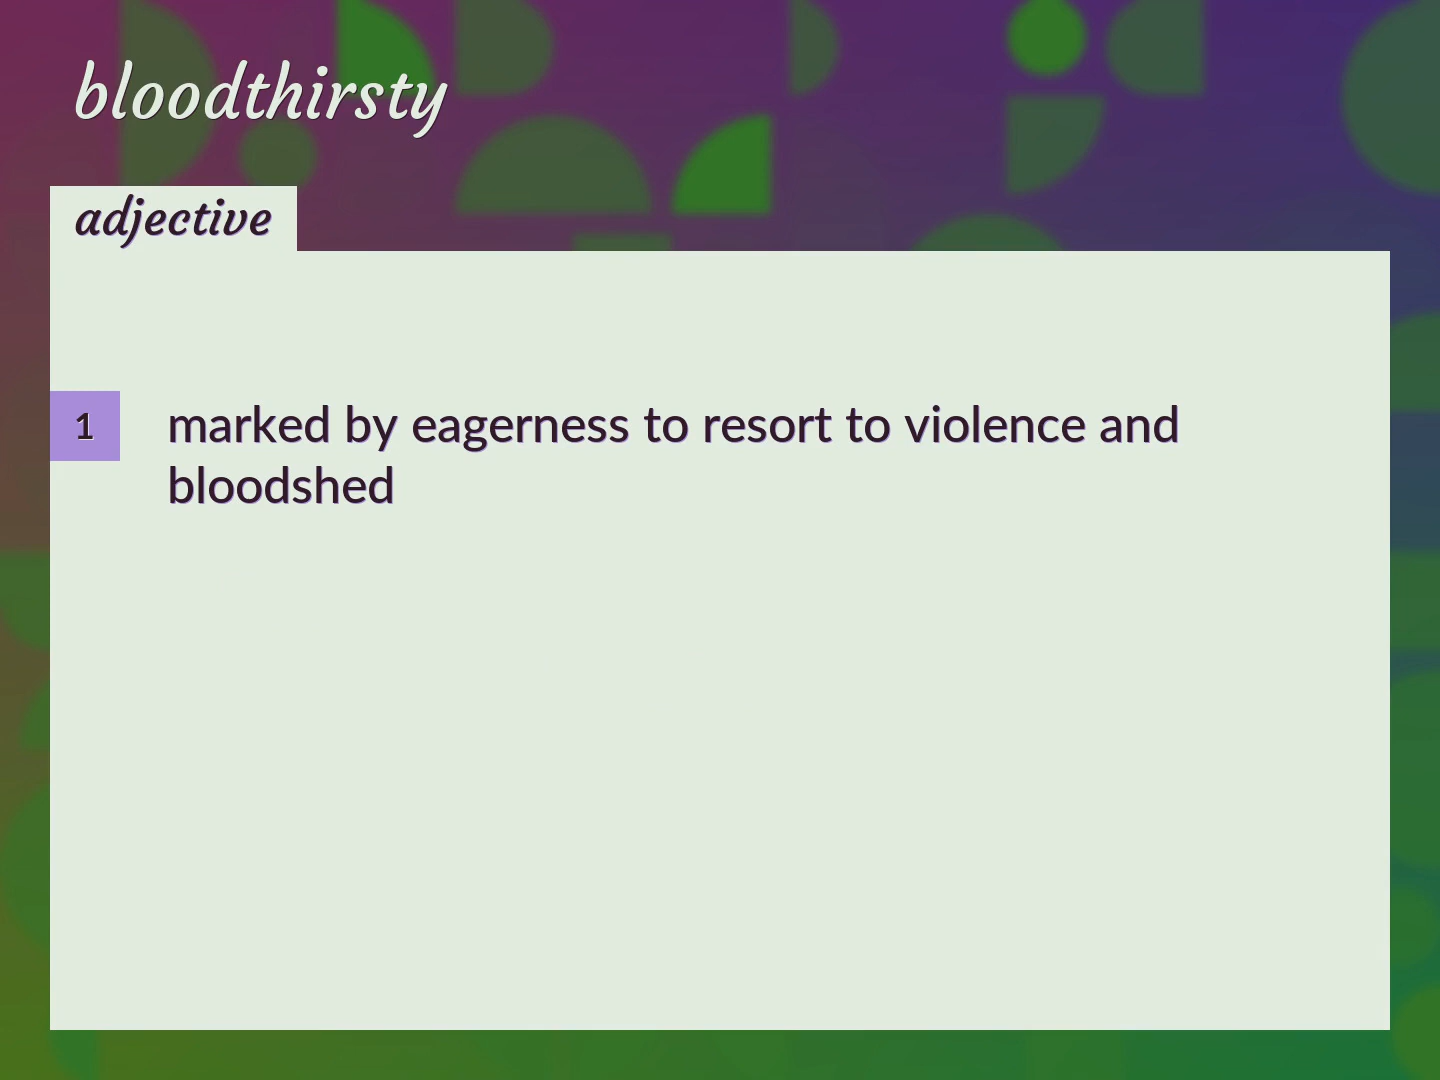 bloodthirsty
adjective
1
marked by eagerness to resort to violence and
bloodshed